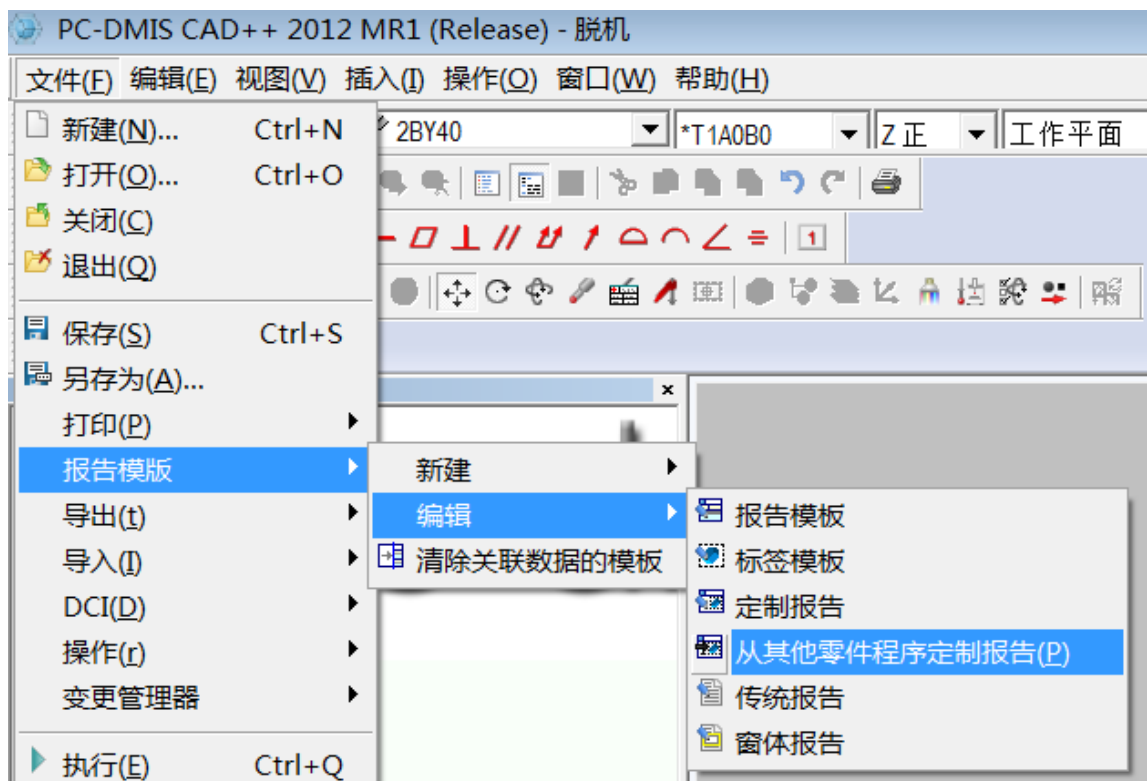 PC-DMIS CAD++ 2012 MR1 (Release) - 脱机
文件(F) 编辑(E) 视图(V) 插入(I) 操作(O) 窗口(W) 帮助(H)
新建(N)... Ctrl+N
2BY40 *T1A0B0 Z正 工作平面
打开(O)... Ctrl+O
关闭(C)
1
退出(Q)
保存(S) Ctrl+S
另存为(A)...
打印(P)
报告模版
导出(t)
导入(I)
DCI(D)
操作(r)
变更管理器
执行(E) Ctrl+Q
新建
编辑
清除关联数据的模板
报告模板
标签模板
定制报告
从其他零件程序定制报告(P)
传统报告
窗体报告